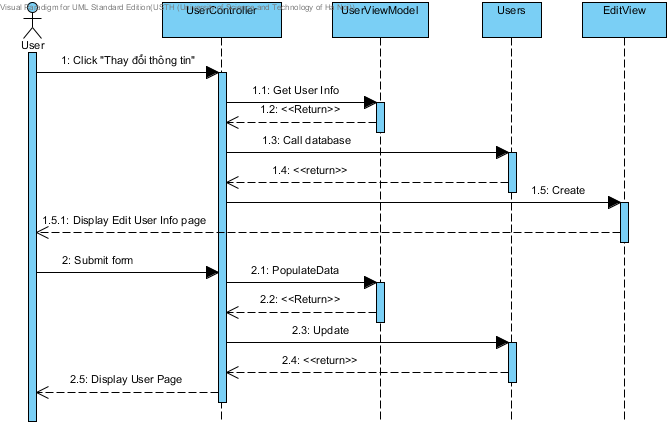 Visual Paradigm for UML Standard Edition(USTH (University of Science and Technology of Ha Noi))
UserController
UserViewModel
Users
EditView
User
1: Click "Thay đổi thông tin"
1.1: Get User Info
1.2: <<Return>>
1.3: Call database
1.4: <<return>>
1.5: Create
1.5.1: Display Edit User Info page
2: Submit form
2.1: PopulateData
2.2: <<Return>>
2.3: Update
2.4: <<return>>
2.5: Display User Page